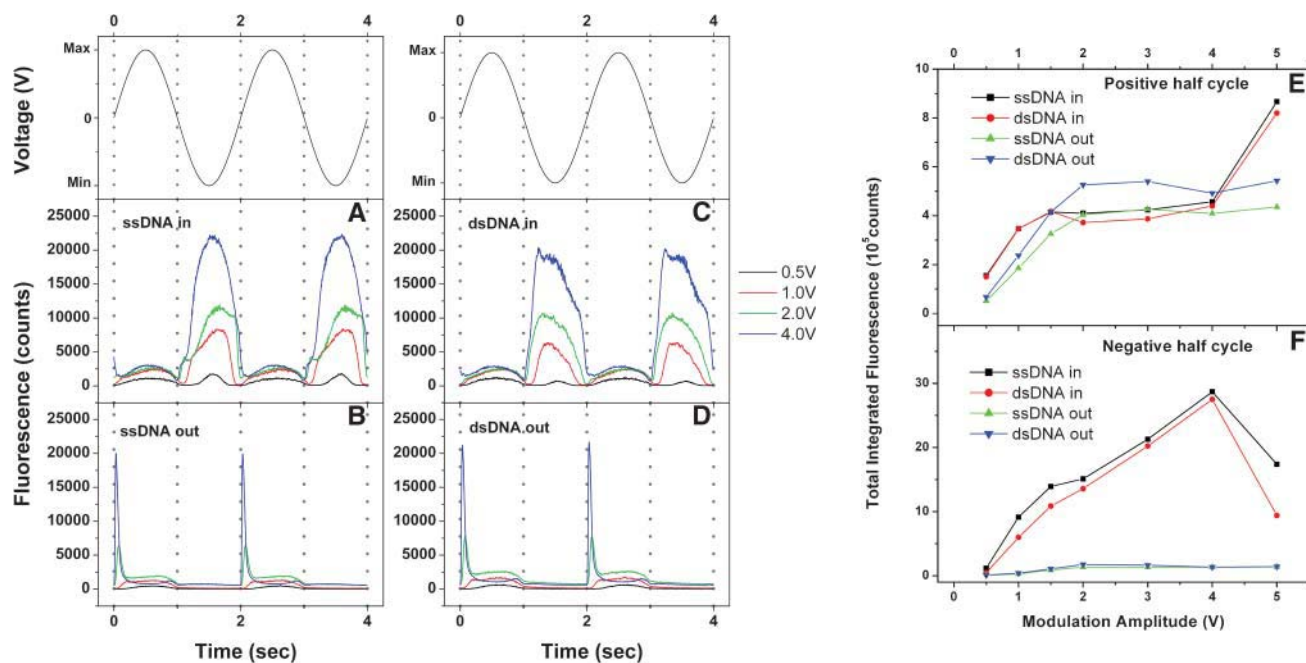 0 2 4 0 2 4
Max
0
Min
Voltage (V)
Max
0
Min
A
ssDNA in
25000
20000
15000
10000
5000
0
C
dsDNA in
25000
20000
15000
10000
5000
0
0.5V
1.0V
2.0V
4.0V
Fluorescence (counts)
B
ssDNA out
25000
20000
15000
10000
5000
0
D
dsDNA out
25000
20000
15000
10000
5000
0
0 2 4 0 2 4
Time (sec) Time (sec)
0 1 2 3 4 5
10
8
6
4
2
0
Positive half cycle E
ssDNA in
dsDNA in
ssDNA out
dsDNA out
Total Integrated Fluorescence (10⁵counts)
Negative half cycle F
30
20
10
0
ssDNA in
dsDNA in
ssDNA out
dsDNA out
0 1 2 3 4 5
Modulation Amplitude (V)